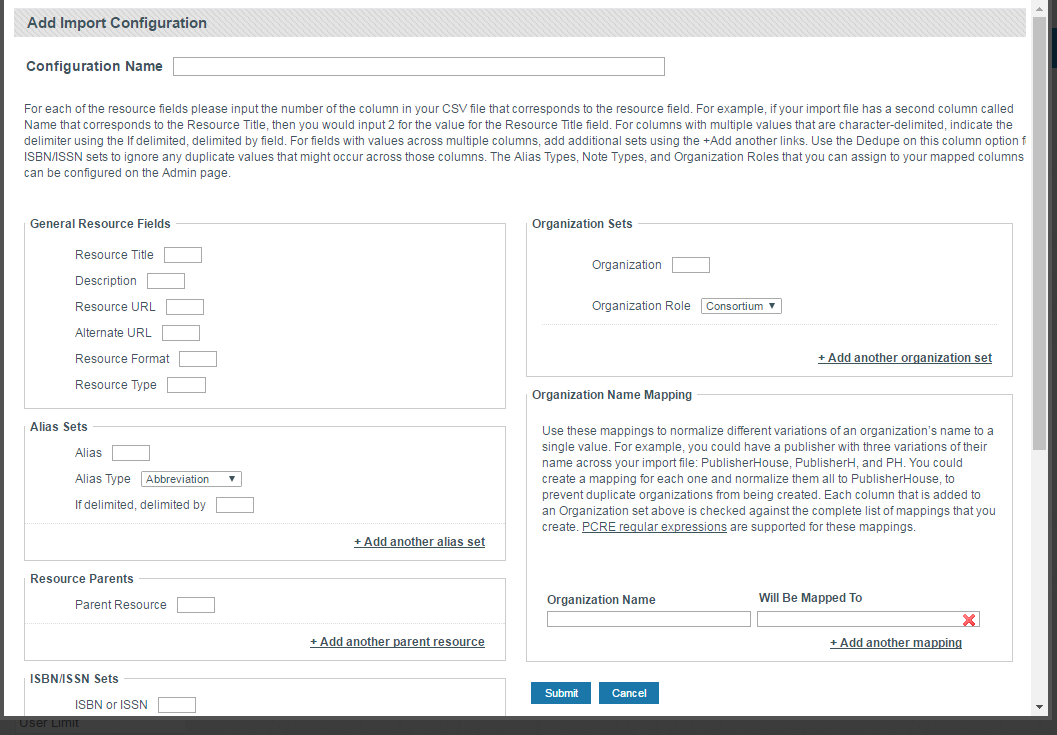 Add Import Configuration
Configuration Name
For each of the resource fields please input the number of the column in your CSV file that corresponds to the resource field. For example, if your import file has a second column called
Name that corresponds to the Resource Title, then you would input 2 for the value for the Resource Title field. For columns with multiple values that are character-delimited, indicate the
delimiter using the If delimited, delimited by field. For fields with values across multiple columns, add additional sets using the +Add another links. Use the Dedupe on this column option
ISBN/ISSN sets to ignore any duplicate values that might occur across those columns. The Alias Types, Note Types, and Organization Roles that you can assign to your mapped columns
can be configured on the Admin page.
General Resource Fields
Resource Title
Description
Resource URL
Alternate URL
Resource Format
Resource Type
Alias Sets
Alias
Alias Type Abbreviation
If delimited, delimited by
+ Add another alias set
Resource Parents
Parent Resource
+ Add another parent resource
ISBN/ISSN Sets
ISBN or ISSN
Organization Sets
Organization
Organization Role Consortium
+ Add another organization set
Organization Name Mapping
Use these mappings to normalize different variations of an organization's name to a
single value. For example, you could have a publisher with three variations of their
name across your import file: PublisherHouse, PublisherH, and PH. You could
create a mapping for each one and normalize them all to PublisherHouse, to
prevent duplicate organizations from being created. Each column that is added to
an Organization set above is checked against the complete list of mappings that you
create. PCRE regular expressions are supported for these mappings.
Organization Name Will Be Mapped To
+ Add another mapping
Submit Cancel
User Limit